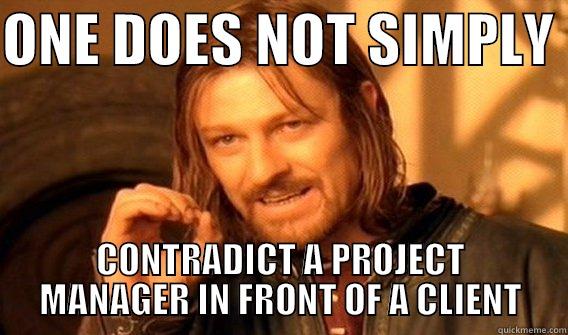 ONE DOES NOT SIMPLY
CONTRADICT A PROJECT
MANAGER IN FRONT OF A CLIENT
quickmeme.com